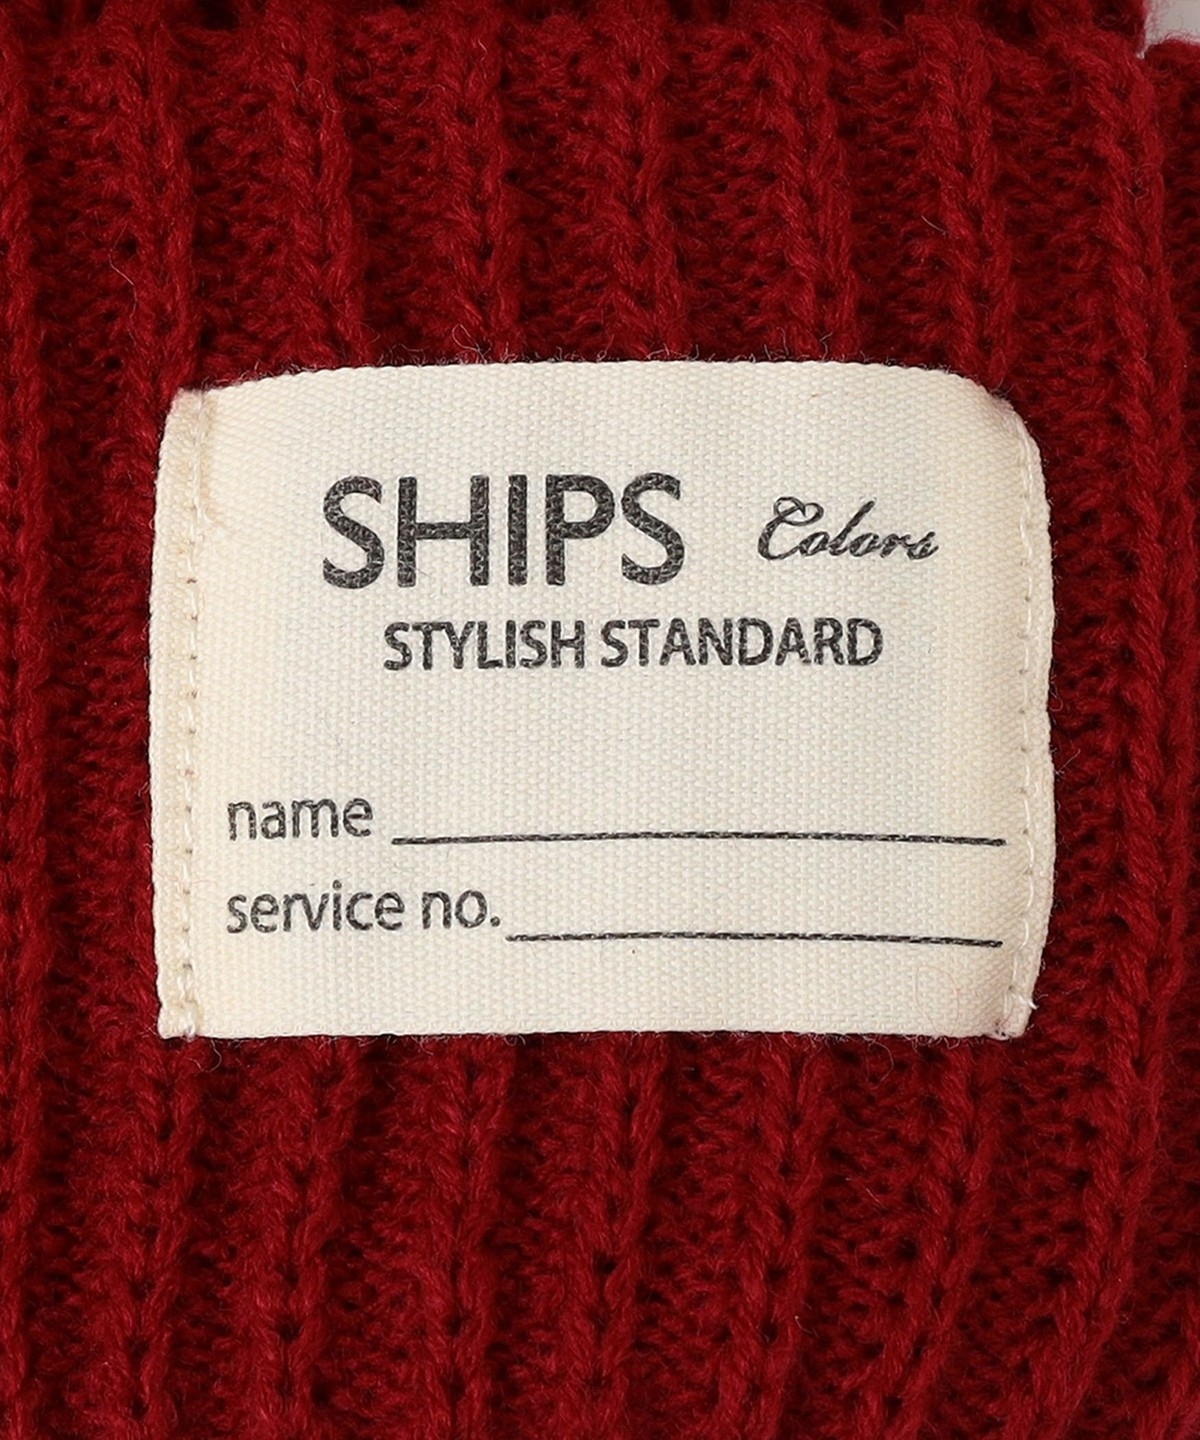 SHIPS Colors
STYLISH STANDARD
name
service no.